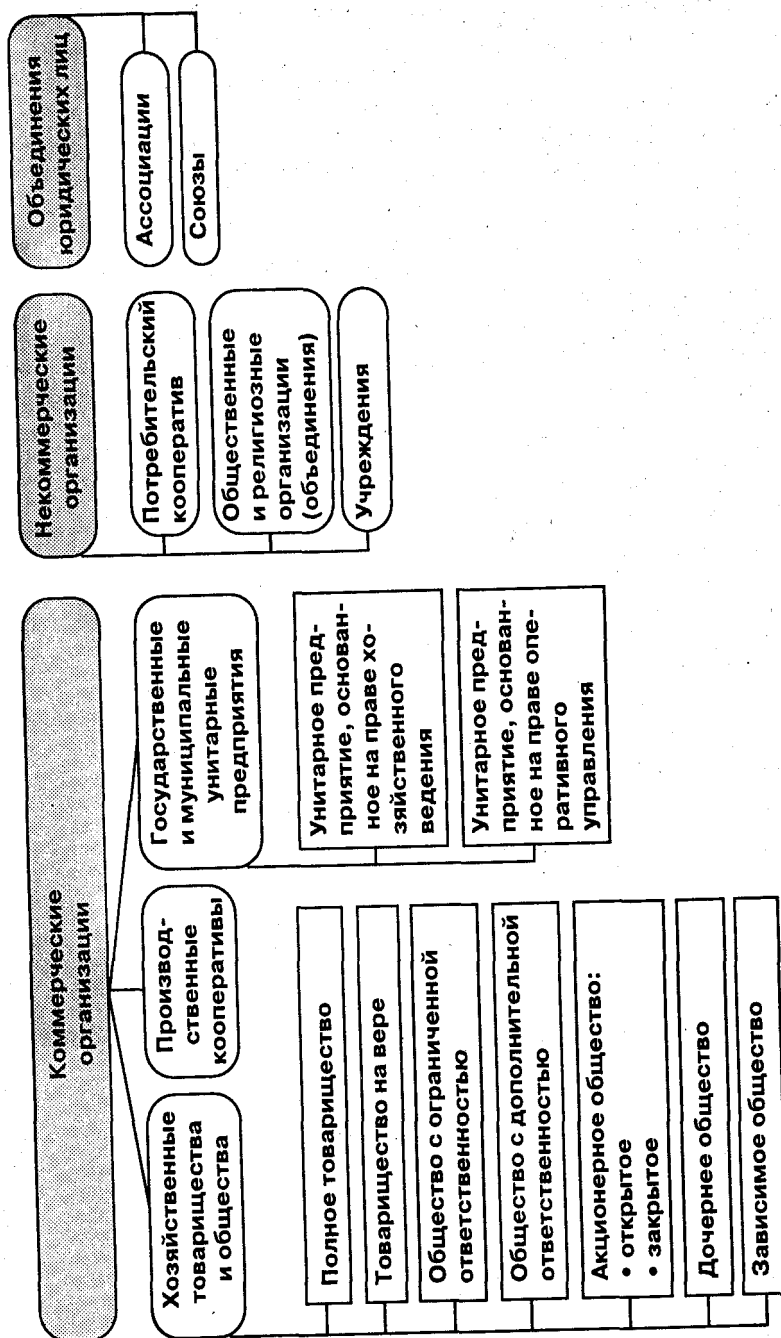 Коммерческие
организации
Хозяйственные
товарищества
и общества
Полное товарищество
Товарищество на вере
Общество с ограниченной
ответственностью
Общество с дополнительной
ответственностью
Акционерное общество:
• открытое
• закрытое
Дочернее общество
Зависимое общество
Производ-
ственные
кооперативы
Государственные
и муниципальные
унитарные
предприятия
Унитарное пред-
приятие, основан-
ное на праве хо-
зяйственного
ведения
Унитарное пред-
приятие, основан-
ное на праве опе-
ративного
управления
Некоммерческие
организации
Потребительский
кооператив
Общественные
и религиозные
организации
(объединения)
Учреждения
Объединения
юридических лиц
Ассоциации
Союзы